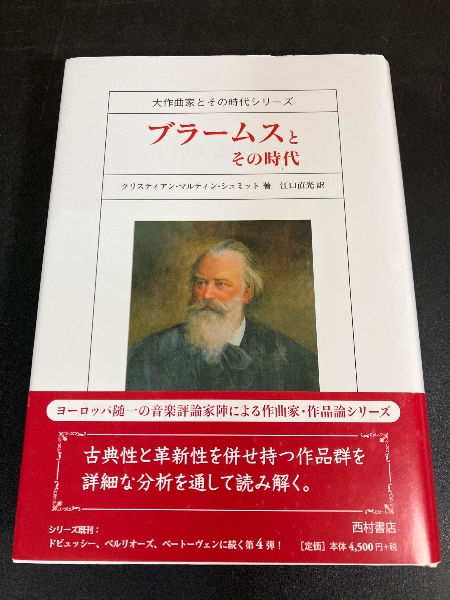 大作曲家とその時代シリーズ
ブラームスと
その時代
クリスティアン・マルティン・シュミット 著 江口直光 訳
ヨーロッパ随一の音楽評論家陣による作曲家・作品論シリーズ
古典性と革新性を併せ持つ作品群を
詳細な分析を通して読み解く。
シリーズ既刊：
ドビュッシー、ベルリオーズ、ベートーヴェンに続く第4弾！
西村書店
［定価］本体4,500円+税